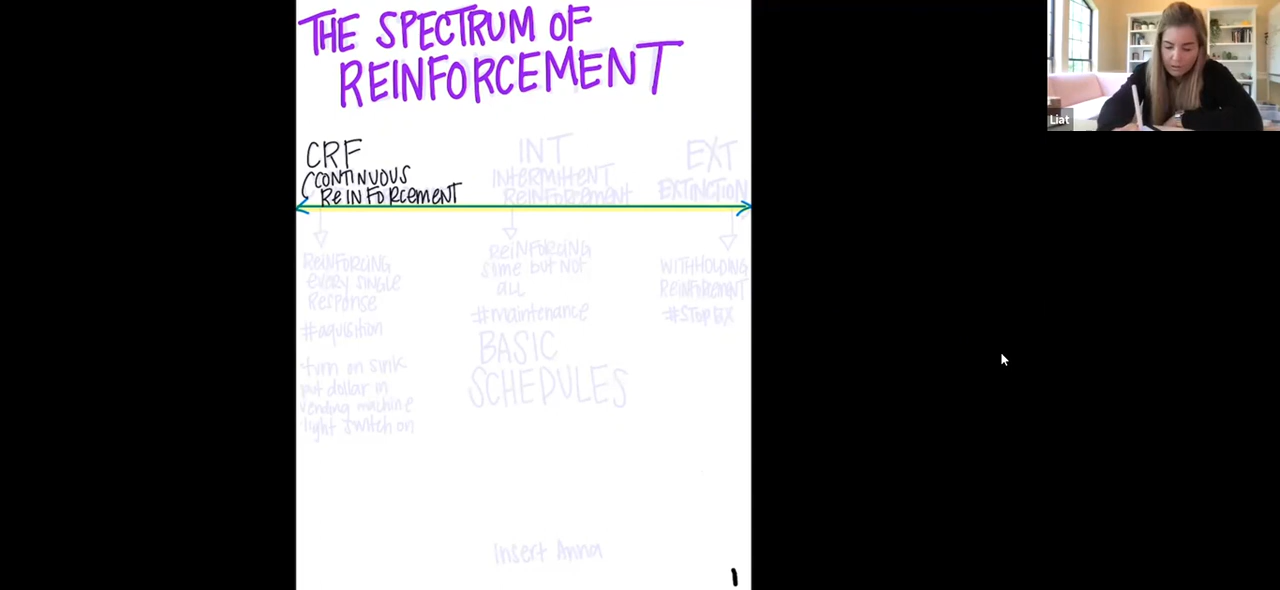 THE SPECTRUM OF
REINFORCEMENT
CRF
CONTINUOUS
REINFORCEMENT
INT
INTERMITTENT
REINFORCEMENT
EXT
EXTINCTION
REINFORCING
every SINGLE
Response
#aquisition
turn on sink
put dollar in
vending machine
light switch on
REINFORCING
some but not
all
#maintenance
BASIC
SCHEDULES
WITHHOLDING
REINFORCEMENT
#STOP BX
Insert Anna
1
Liat